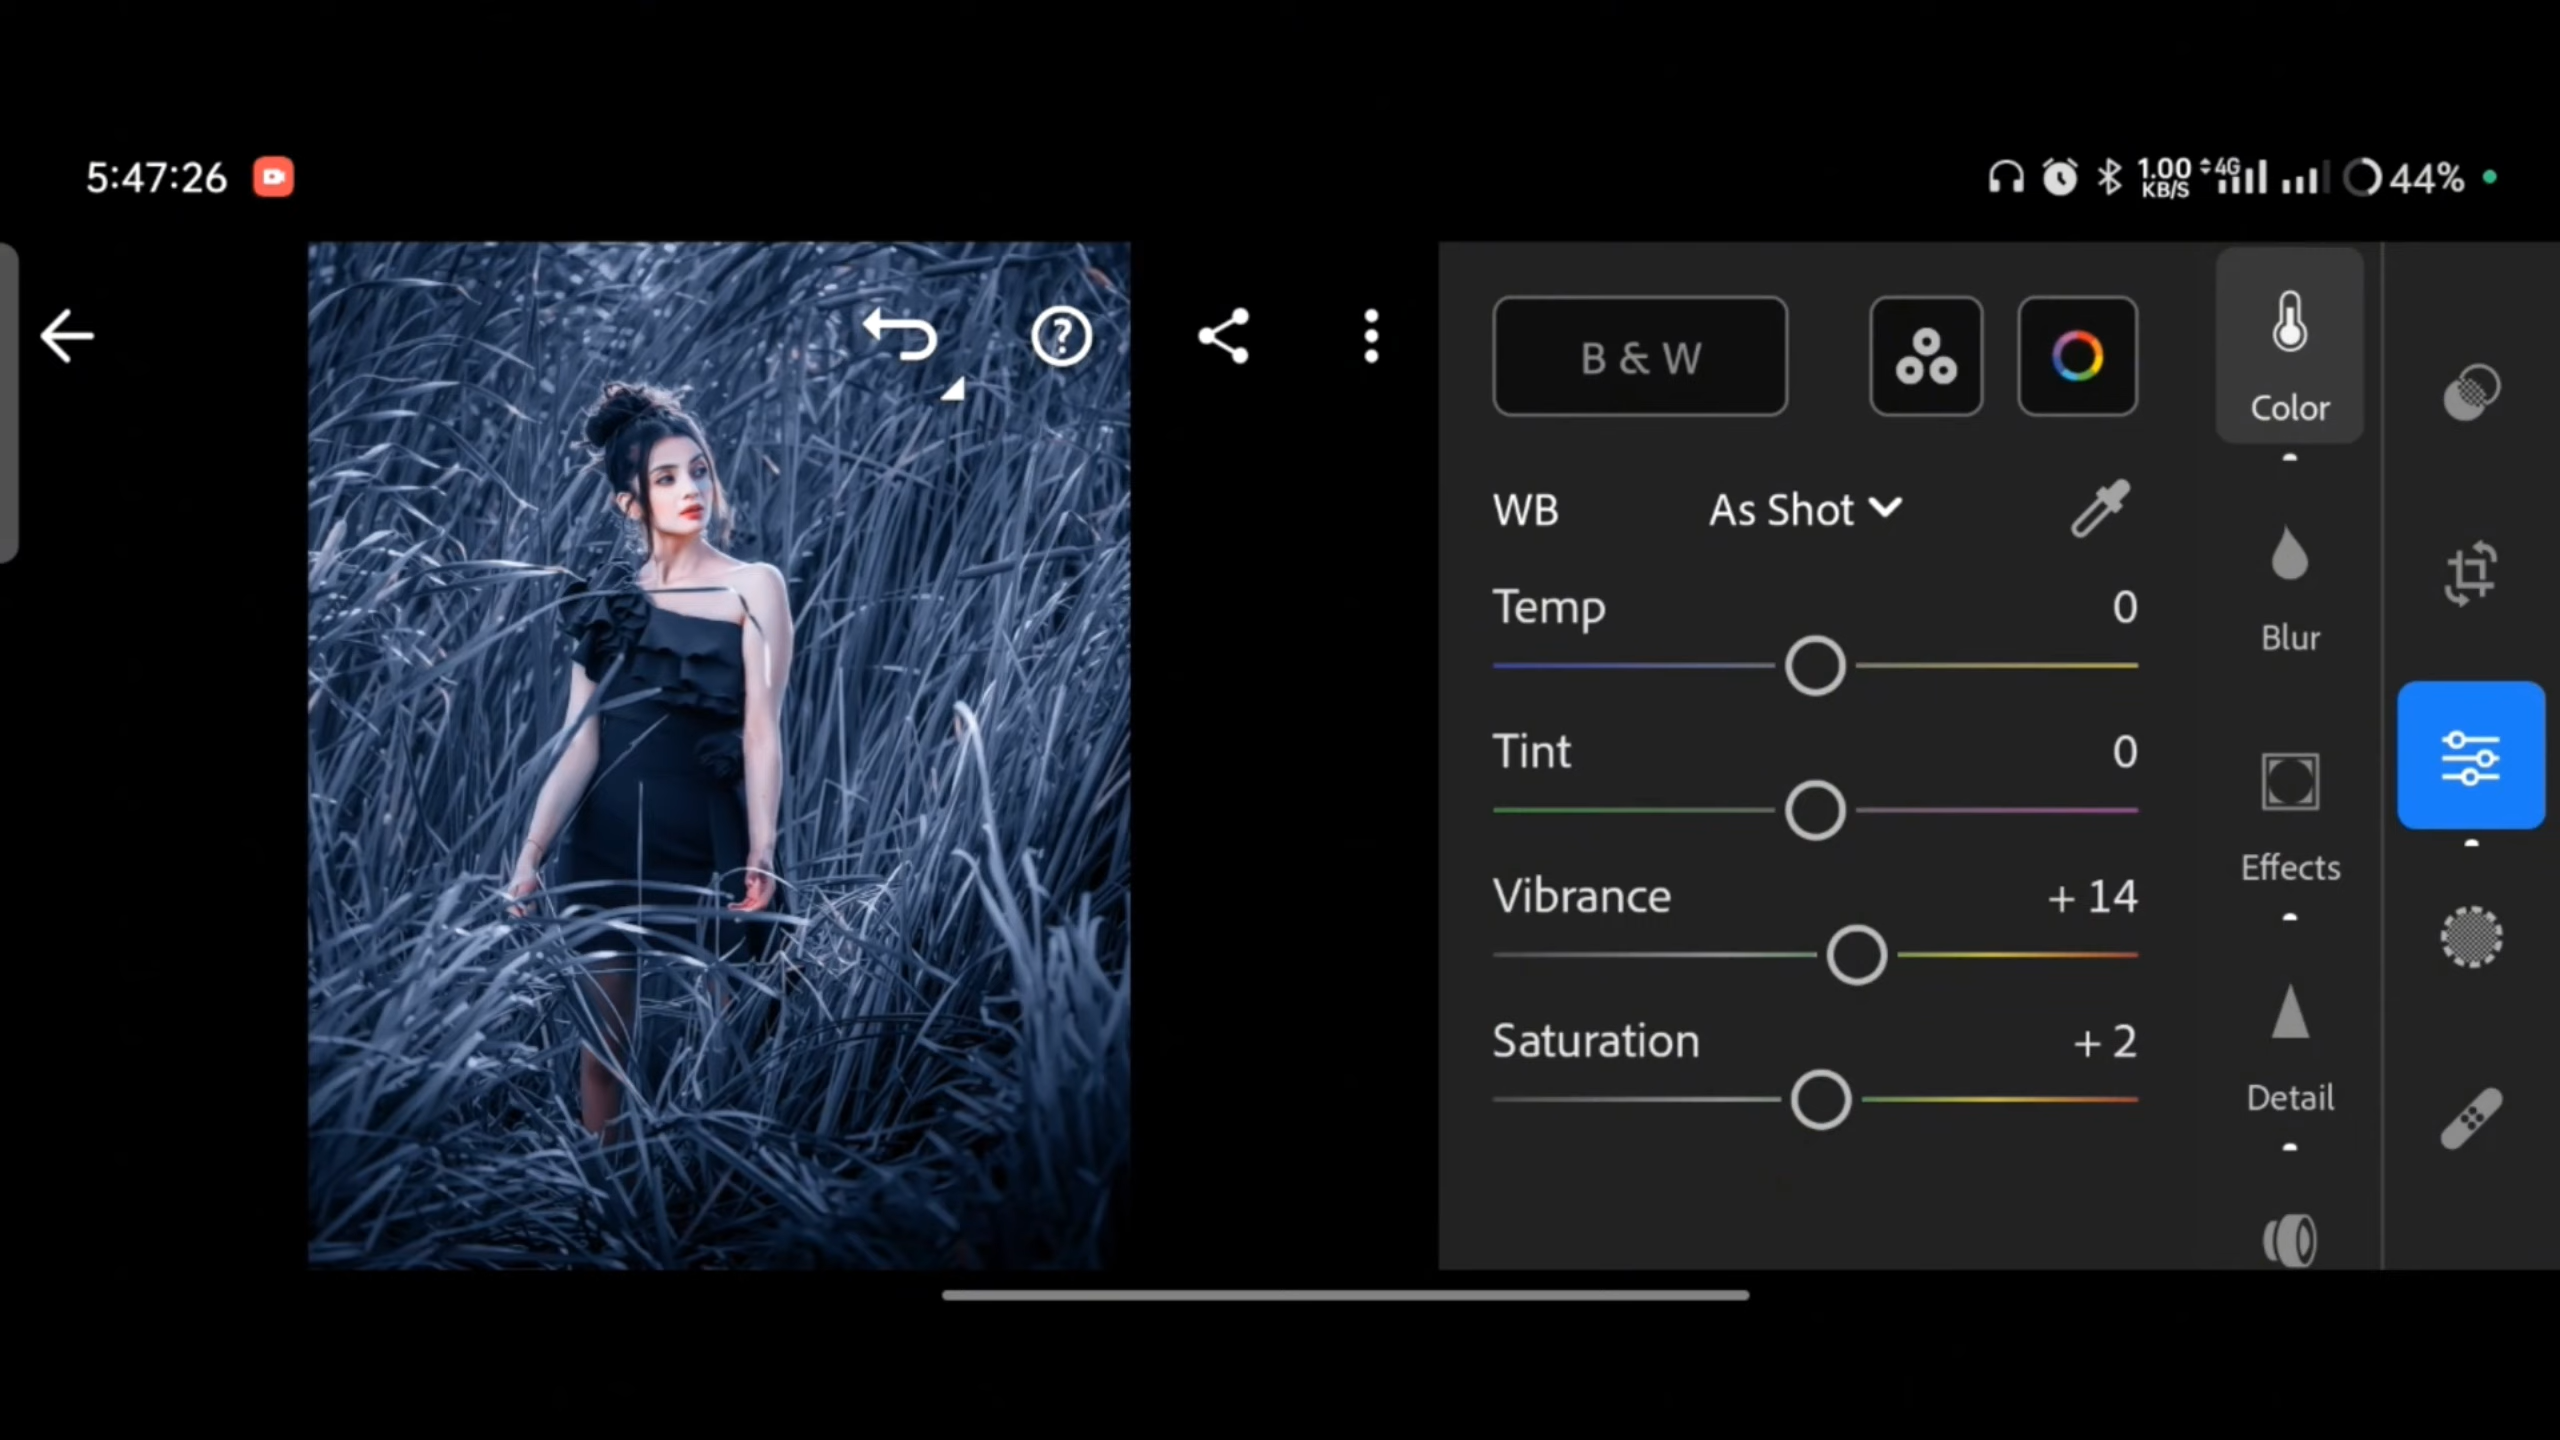 5:47:26
1.00 KB/S 4G 44%
B & W
Color
WB As Shot
Temp 0
Blur
Tint 0
Effects
Vibrance + 14
Saturation + 2
Detail